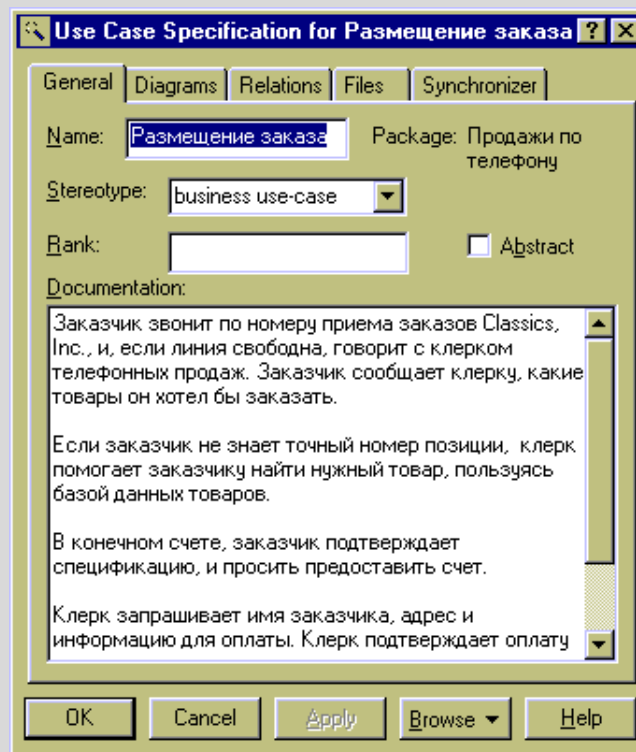 Use Case Specification for Размещение заказа
General Diagrams Relations Files Synchronizer
Name: Размещение заказа Package: Продажи по
телефону
Stereotype: business use-case
Rank: Abstract
Documentation:
Заказчик звонит по номеру приема заказов Classics,
Inc., и, если линия свободна, говорит с клерком
телефонных продаж. Заказчик сообщает клерку, какие
товары он хотел бы заказать.
Если заказчик не знает точный номер позиции, клерк
помогает заказчику найти нужный товар, пользуясь
базой данных товаров.
В конечном счете, заказчик подтверждает
спецификацию, и просить предоставить счет.
Клерк запрашивает имя заказчика, адрес и
информацию для оплаты. Клерк подтверждает оплату
OK Cancel Apply Browse Help